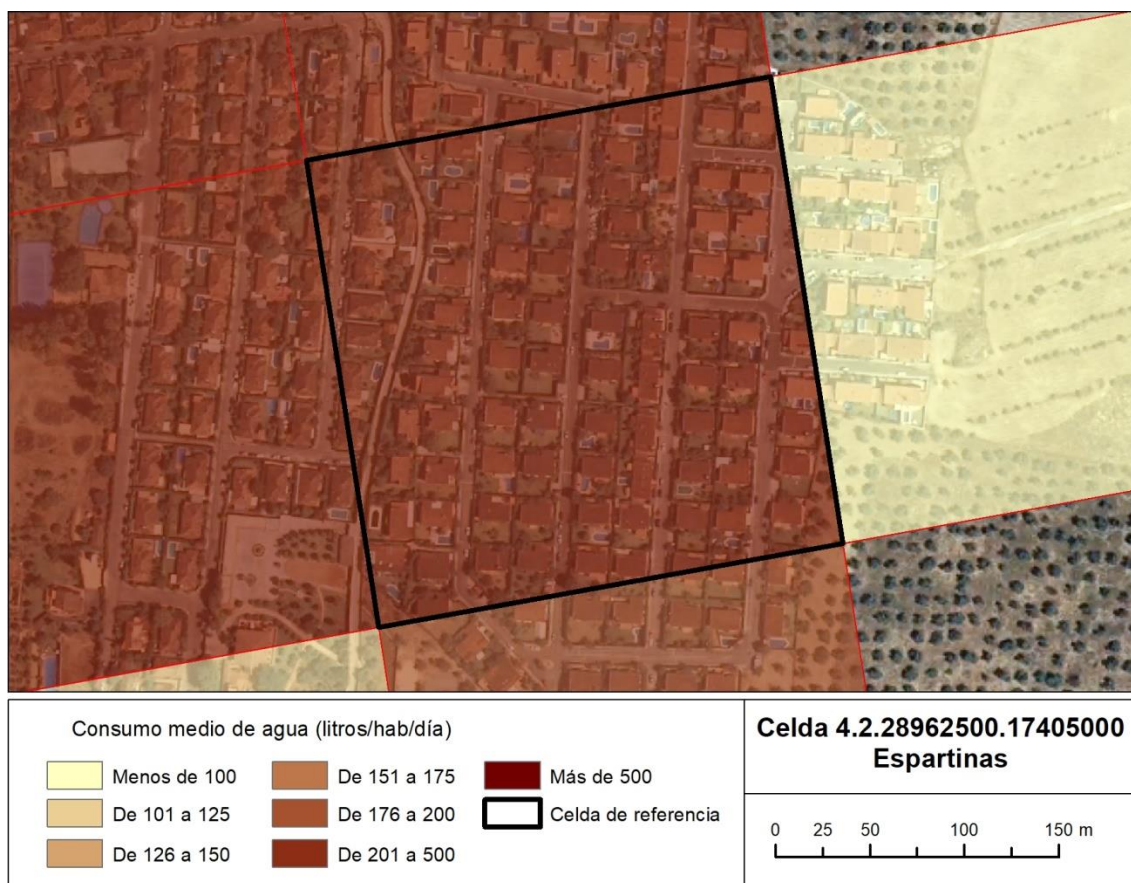 Consumo medio de agua (litros/hab/día)
Menos de 100
De 101 a 125
De 126 a 150
De 151 a 175
De 176 a 200
De 201 a 500
Más de 500
Celda de referencia
Celda 4.2.28962500.17405000
Espartinas
0 25 50 100 150 m